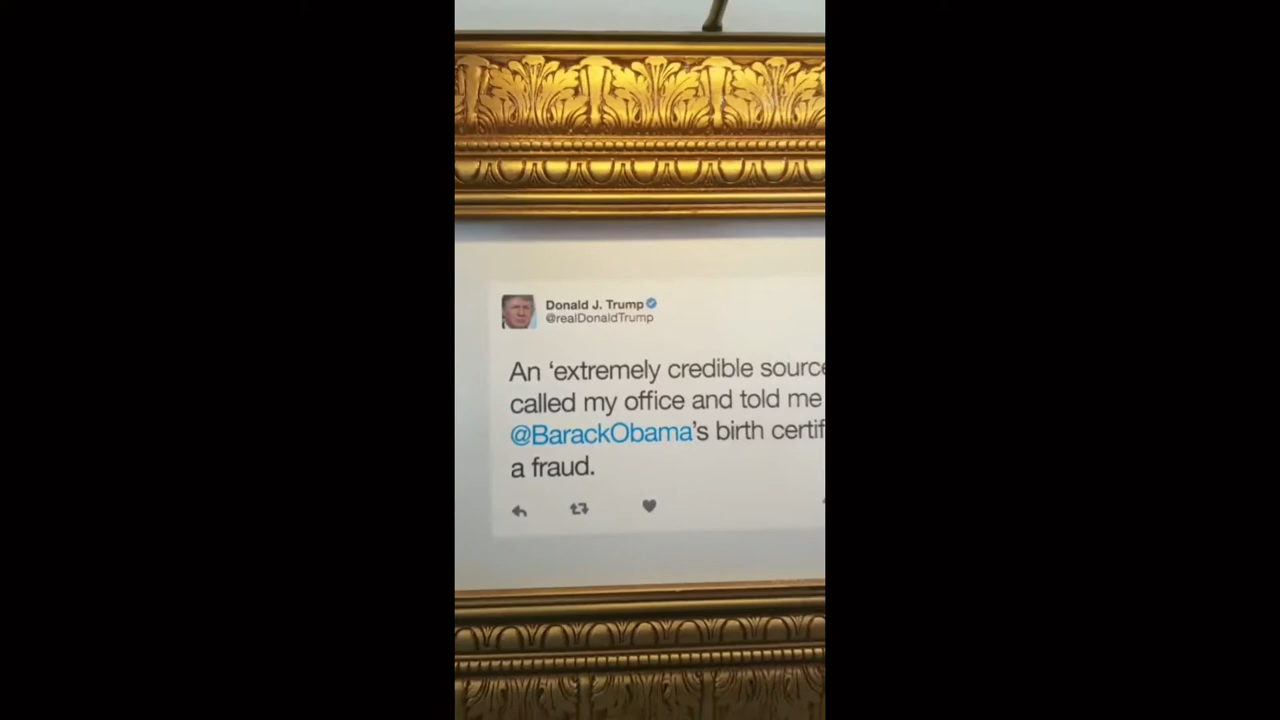 Donald J. Trump
@realDonaldTrump
An ‘extremely credible source
called my office and told me
@BarackObama's birth certif
a fraud.